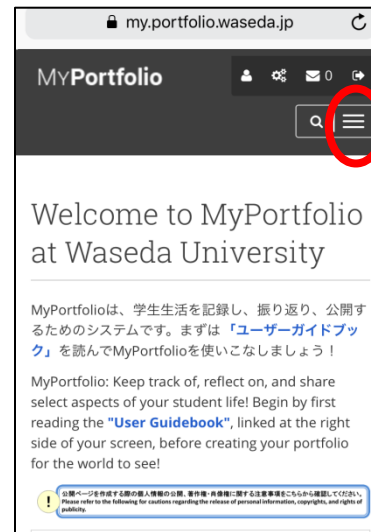 my.portfolio.waseda.jp
MYPortfolio
0
Welcome to MyPortfolio
at Waseda University
MyPortfolioは、学生生活を記録し、振り返り、公開す
るためのシステムです。まずは「ユーザーガイドブッ
ク」を読んでMyPortfolioを使いこなしましょう！
MyPortfolio: Keep track of, reflect on, and share
select aspects of your student life! Begin by first
reading the "User Guidebook", linked at the right
side of your screen, before creating your portfolio
for the world to see!
公開ページを作成する際の個人情報の公開、著作権・肖像権に関する注意事項をこちらから確認してください。
Please refer to the following for cautions regarding the release of personal information, copyrights, and rights of
publicity.